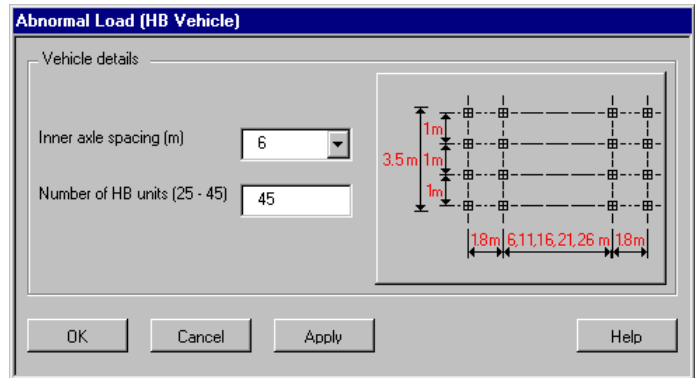 Abnormal Load (HB Vehicle)
Vehicle details
Inner axle spacing (m)
6
Number of HB units (25 - 45)
45
1m
3.5 m 1m
1m
1.8m 6,11,16,21,26 m 1.8m
OK Cancel Apply Help